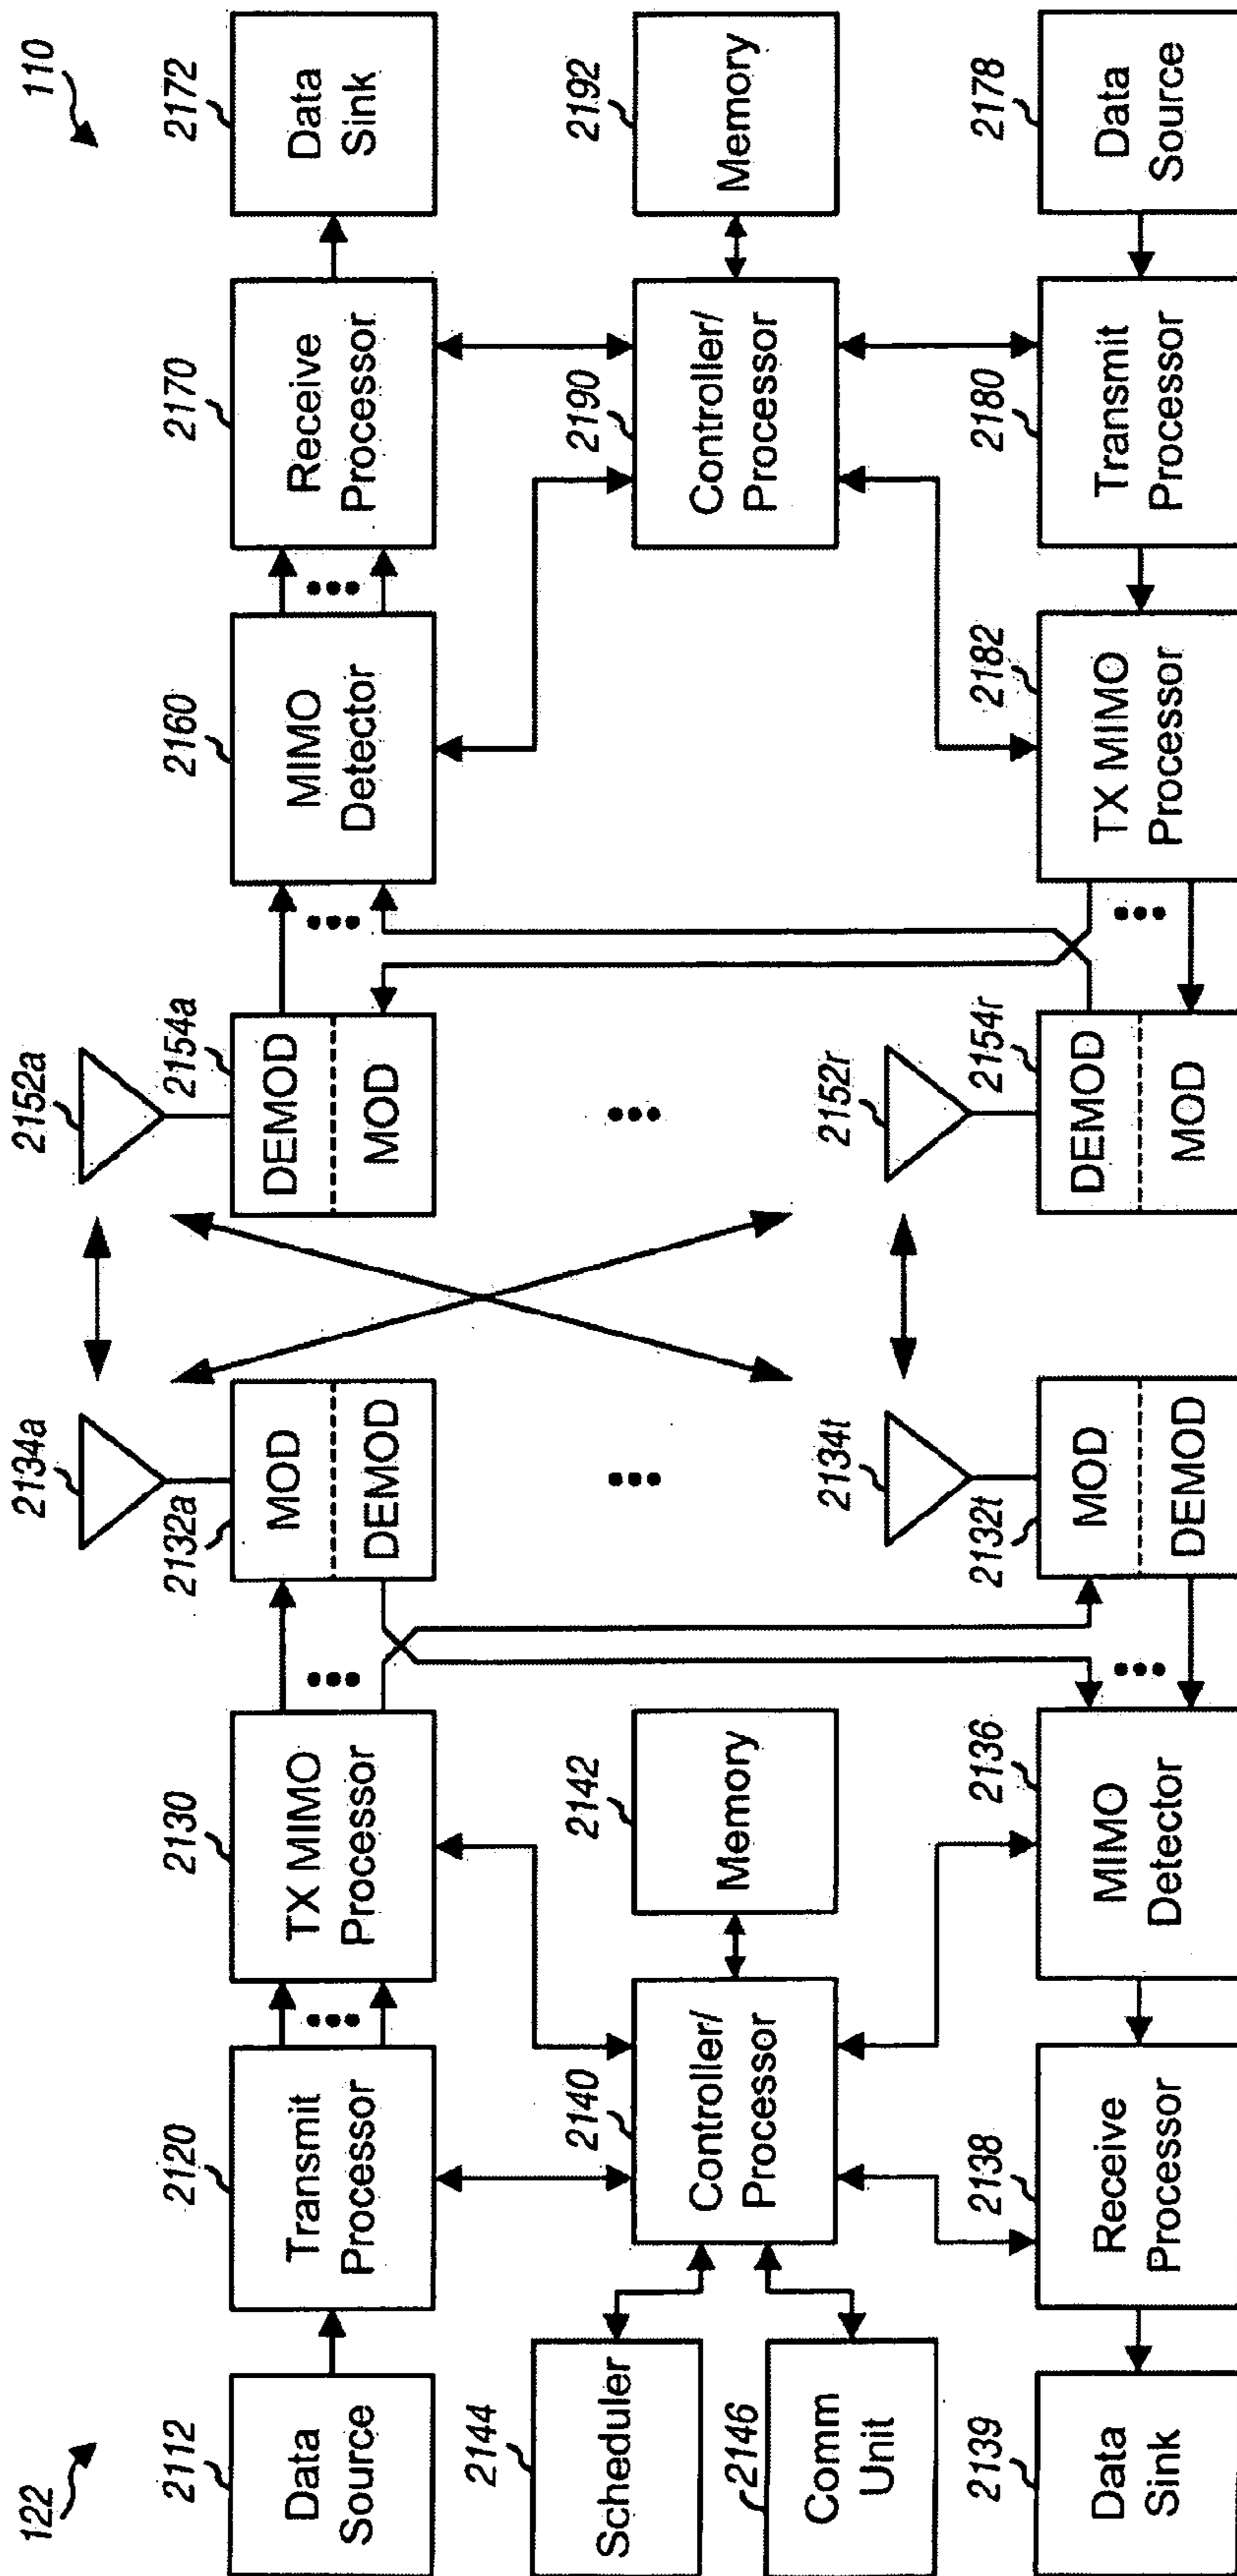 122
110
2112
Data
Source
2120
Transmit
Processor
2130
TX MIMO
Processor
2132a
MOD
DEMOD
2134a
2152a
2154a
DEMOD
MOD
2160
MIMO
Detector
2170
Receive
Processor
2172
Data
Sink
2144
Scheduler
2146
Comm
Unit
2140
Controller/
Processor
2142
Memory
2190
Controller/
Processor
2192
Memory
2139
Data
Sink
2138
Receive
Processor
2136
MIMO
Detector
2132t
MOD
DEMOD
2134t
2152r
2154r
DEMOD
MOD
2182
TX MIMO
Processor
2180
Transmit
Processor
2178
Data
Source